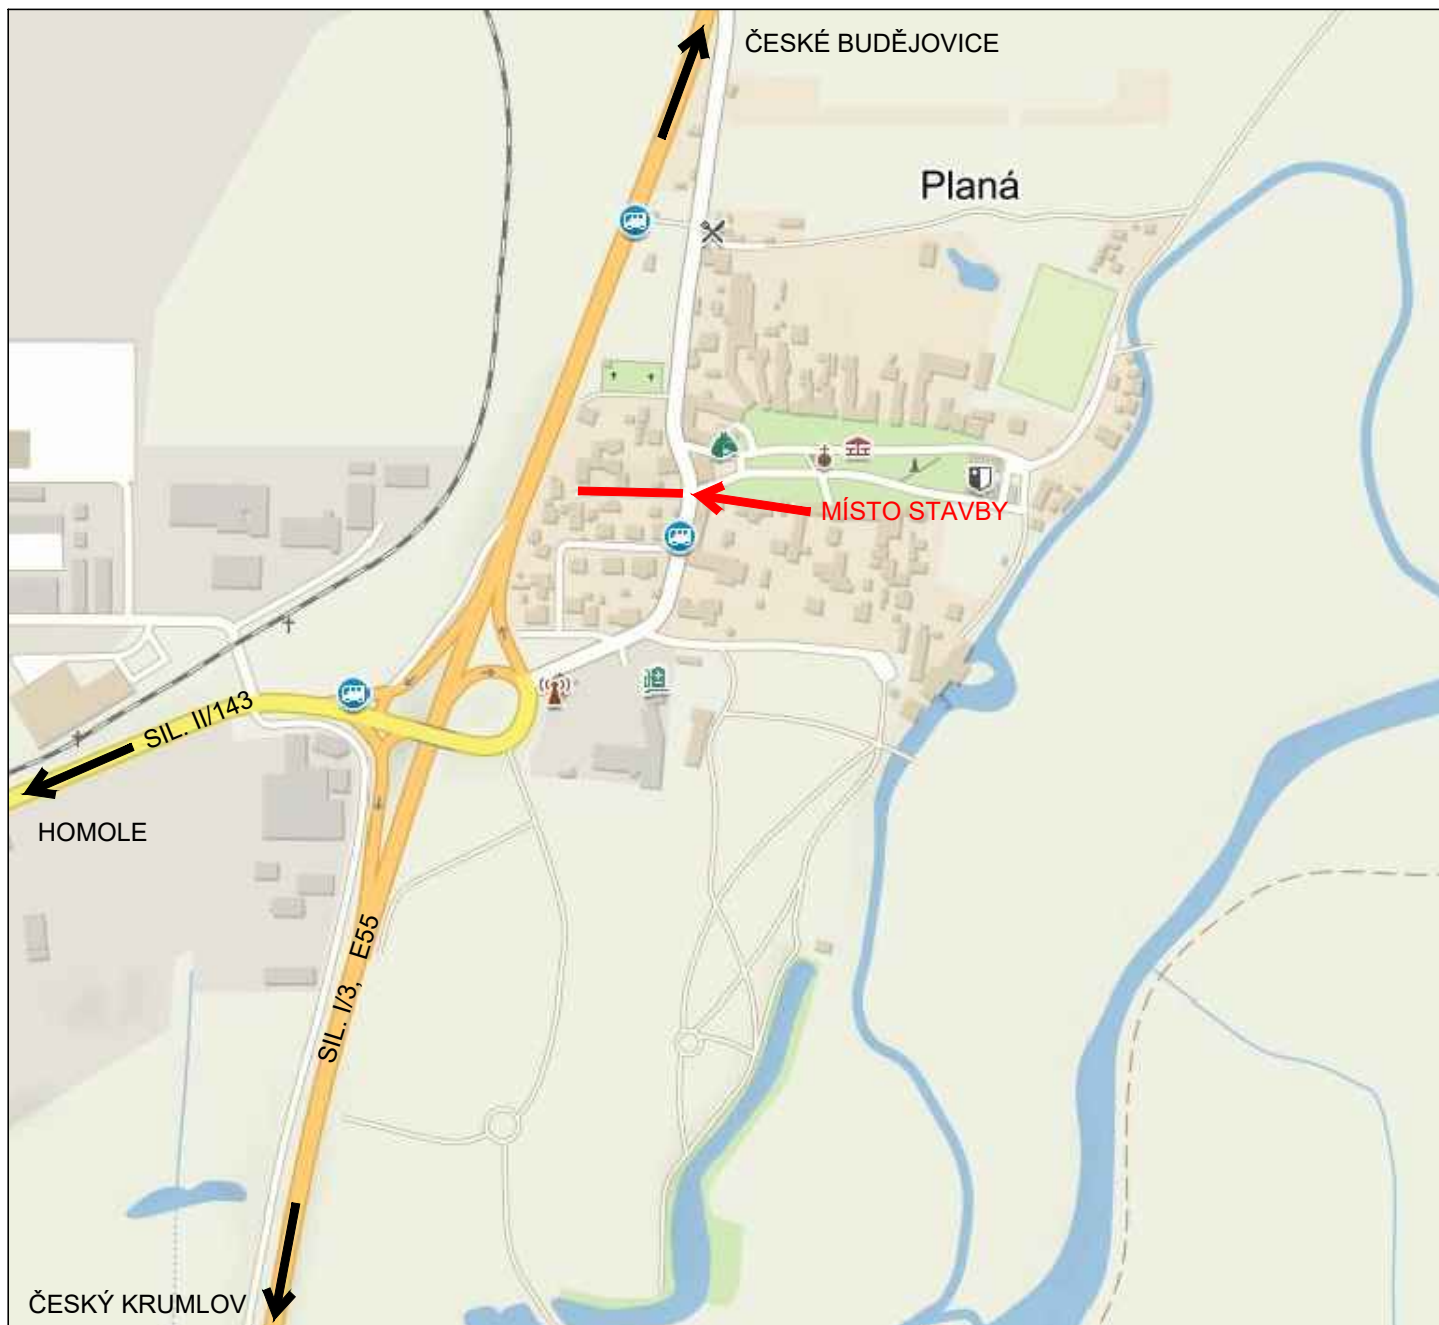 ČESKÉ BUDĚJOVICE
Planá
MÍSTO STAVBY
SIL. II/143
HOMOLE
SIL. I/3, E55
ČESKÝ KRUMLOV